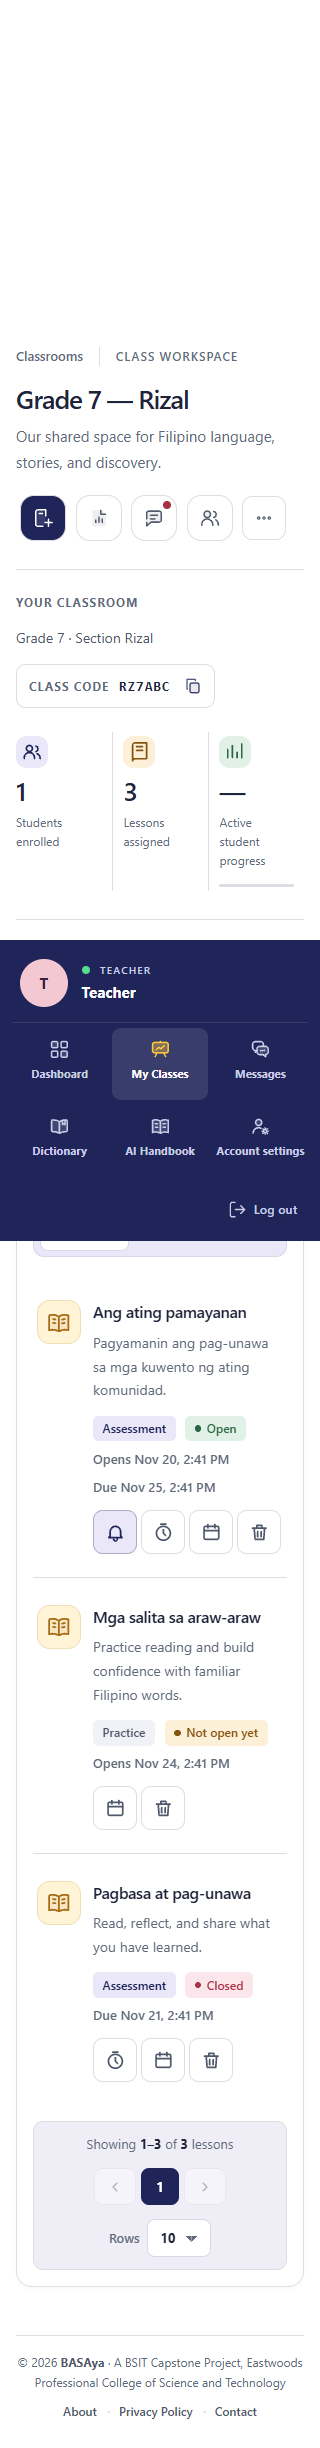 Classrooms
CLASS WORKSPACE
Grade 7 — Rizal
Our shared space for Filipino language,
stories, and discovery.
YOUR CLASSROOM
Grade 7 · Section Rizal
CLASS CODE RZ7ABC
1
Students
enrolled
3
Lessons
assigned
—
Active
student
progress
T
TEACHER
Teacher
Dashboard
My Classes
Messages
Dictionary
AI Handbook
Account settings
Log out
Ang ating pamayanan
Pagyamanin ang pag-unawa
sa mga kuwento ng ating
komunidad.
Assessment
Open
Opens Nov 20, 2:41 PM
Due Nov 25, 2:41 PM
Mga salita sa araw-araw
Practice reading and build
confidence with familiar
Filipino words.
Practice
Not open yet
Opens Nov 24, 2:41 PM
Pagbasa at pag-unawa
Read, reflect, and share what
you have learned.
Assessment
Closed
Due Nov 21, 2:41 PM
Showing 1–3 of 3 lessons
‹ 1 ›
Rows 10
© 2026 BASAya · A BSIT Capstone Project, Eastwoods
Professional College of Science and Technology
About · Privacy Policy · Contact